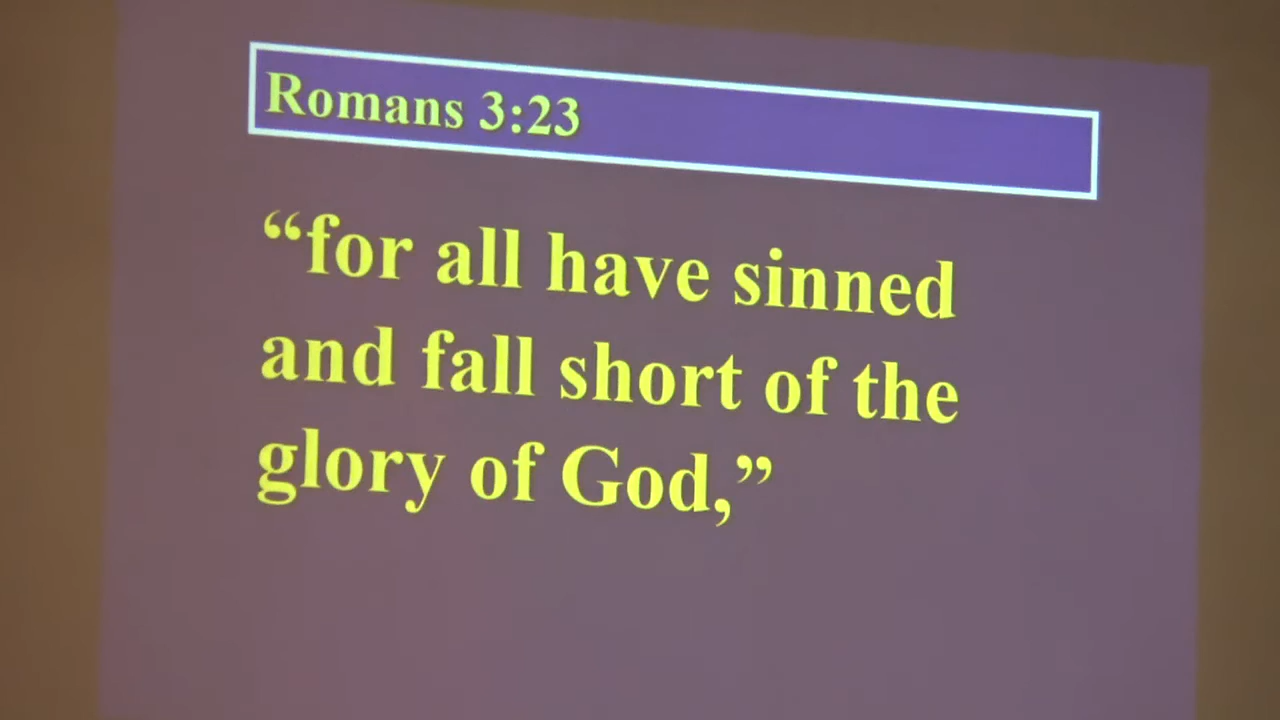 Romans 3:23
“for all have sinned
and fall short of the
glory of God,”